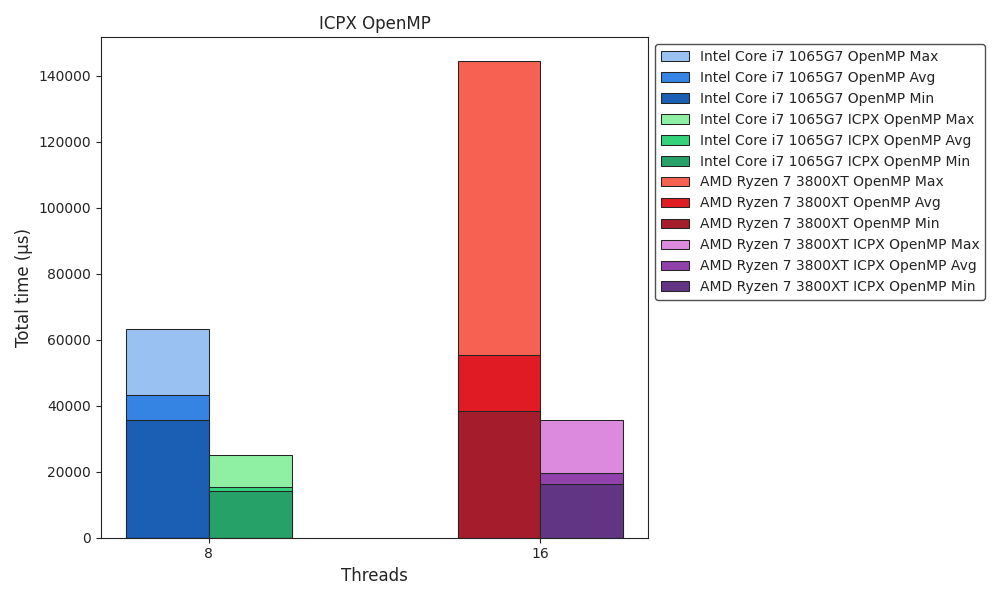 ICPX OpenMP
140000
120000
100000
80000
60000
40000
20000
0
Total time (µs)
8
16
Threads
Intel Core i7 1065G7 OpenMP Max
Intel Core i7 1065G7 OpenMP Avg
Intel Core i7 1065G7 OpenMP Min
Intel Core i7 1065G7 ICPX OpenMP Max
Intel Core i7 1065G7 ICPX OpenMP Avg
Intel Core i7 1065G7 ICPX OpenMP Min
AMD Ryzen 7 3800XT OpenMP Max
AMD Ryzen 7 3800XT OpenMP Avg
AMD Ryzen 7 3800XT OpenMP Min
AMD Ryzen 7 3800XT ICPX OpenMP Max
AMD Ryzen 7 3800XT ICPX OpenMP Avg
AMD Ryzen 7 3800XT ICPX OpenMP Min